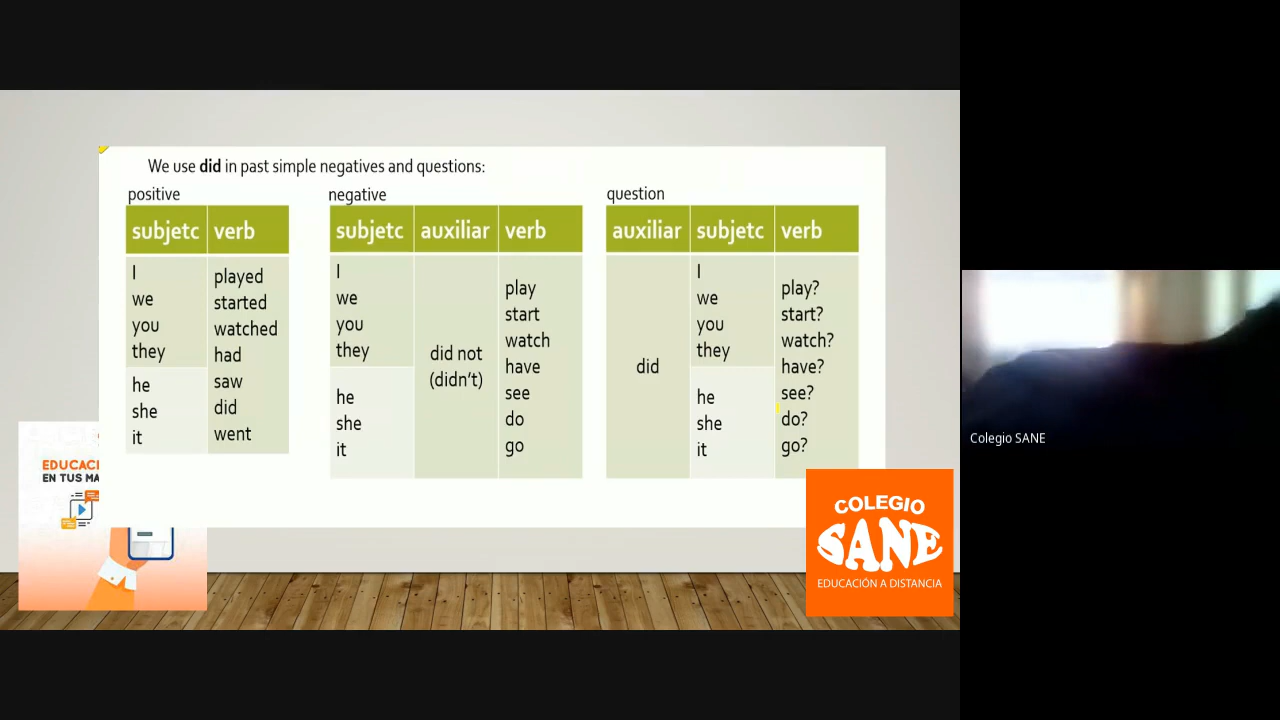 We use did in past simple negatives and questions:
positive
subjetc verb
I
we
you
they
he
she
it
played
started
watched
had
saw
did
went
negative
subjetc auxiliar verb
I
we
you
they
he
she
it
did not
(didn't)
play
start
watch
have
see
do
go
question
auxiliar subjetc verb
did
I
we
you
they
he
she
it
play?
start?
watch?
have?
see?
do?
go?
EN TUS
COLEGIO
SANE
EDUCACIÓN A DISTANCIA
Colegio SANE